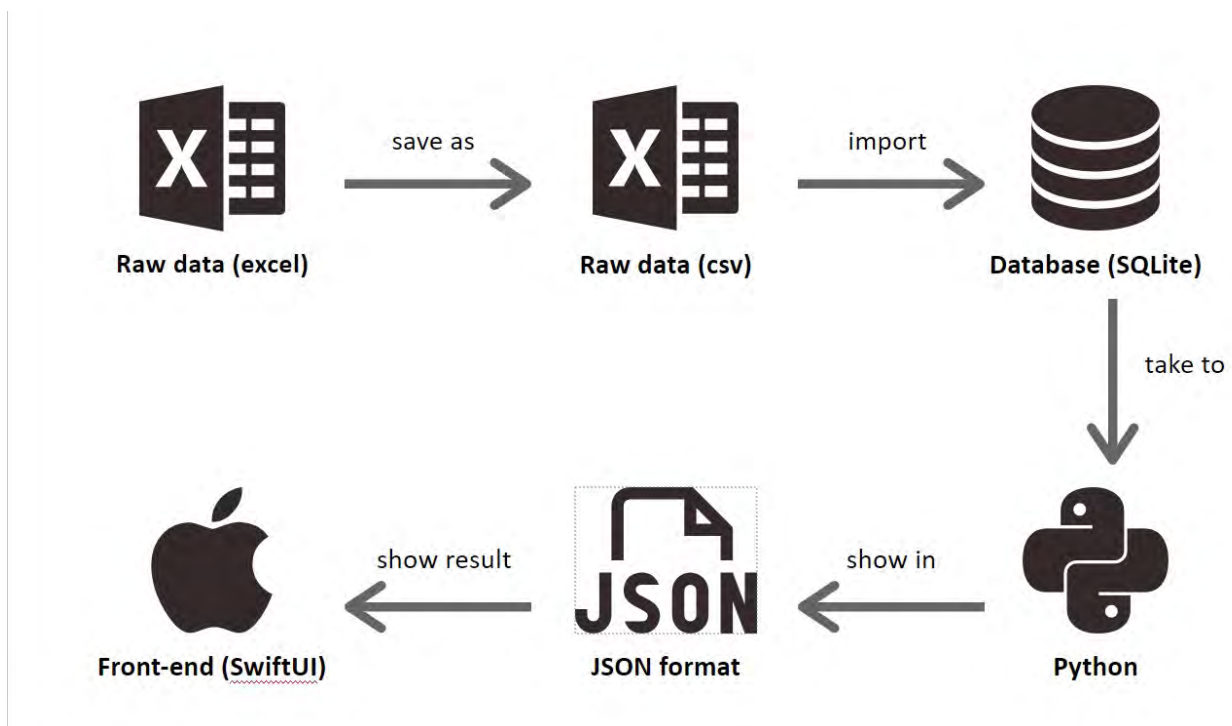 X
save as
X
import
Raw data (excel)
Raw data (csv)
Database (SQLite)
take to
JSON
show result
show in
Front-end (SwiftUI)
JSON format
Python